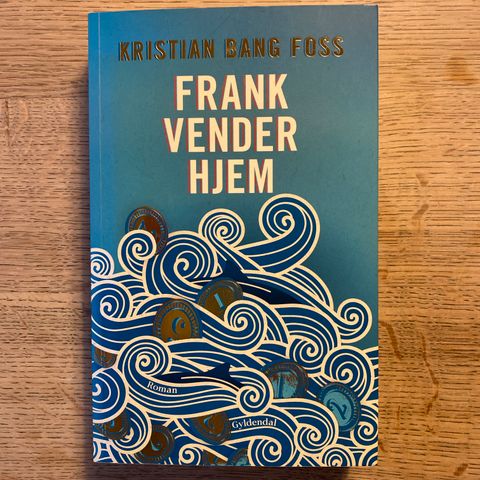 KRISTIAN BANG FOSS
FRANK
VENDER
HJEM
Roman
Gyldendal